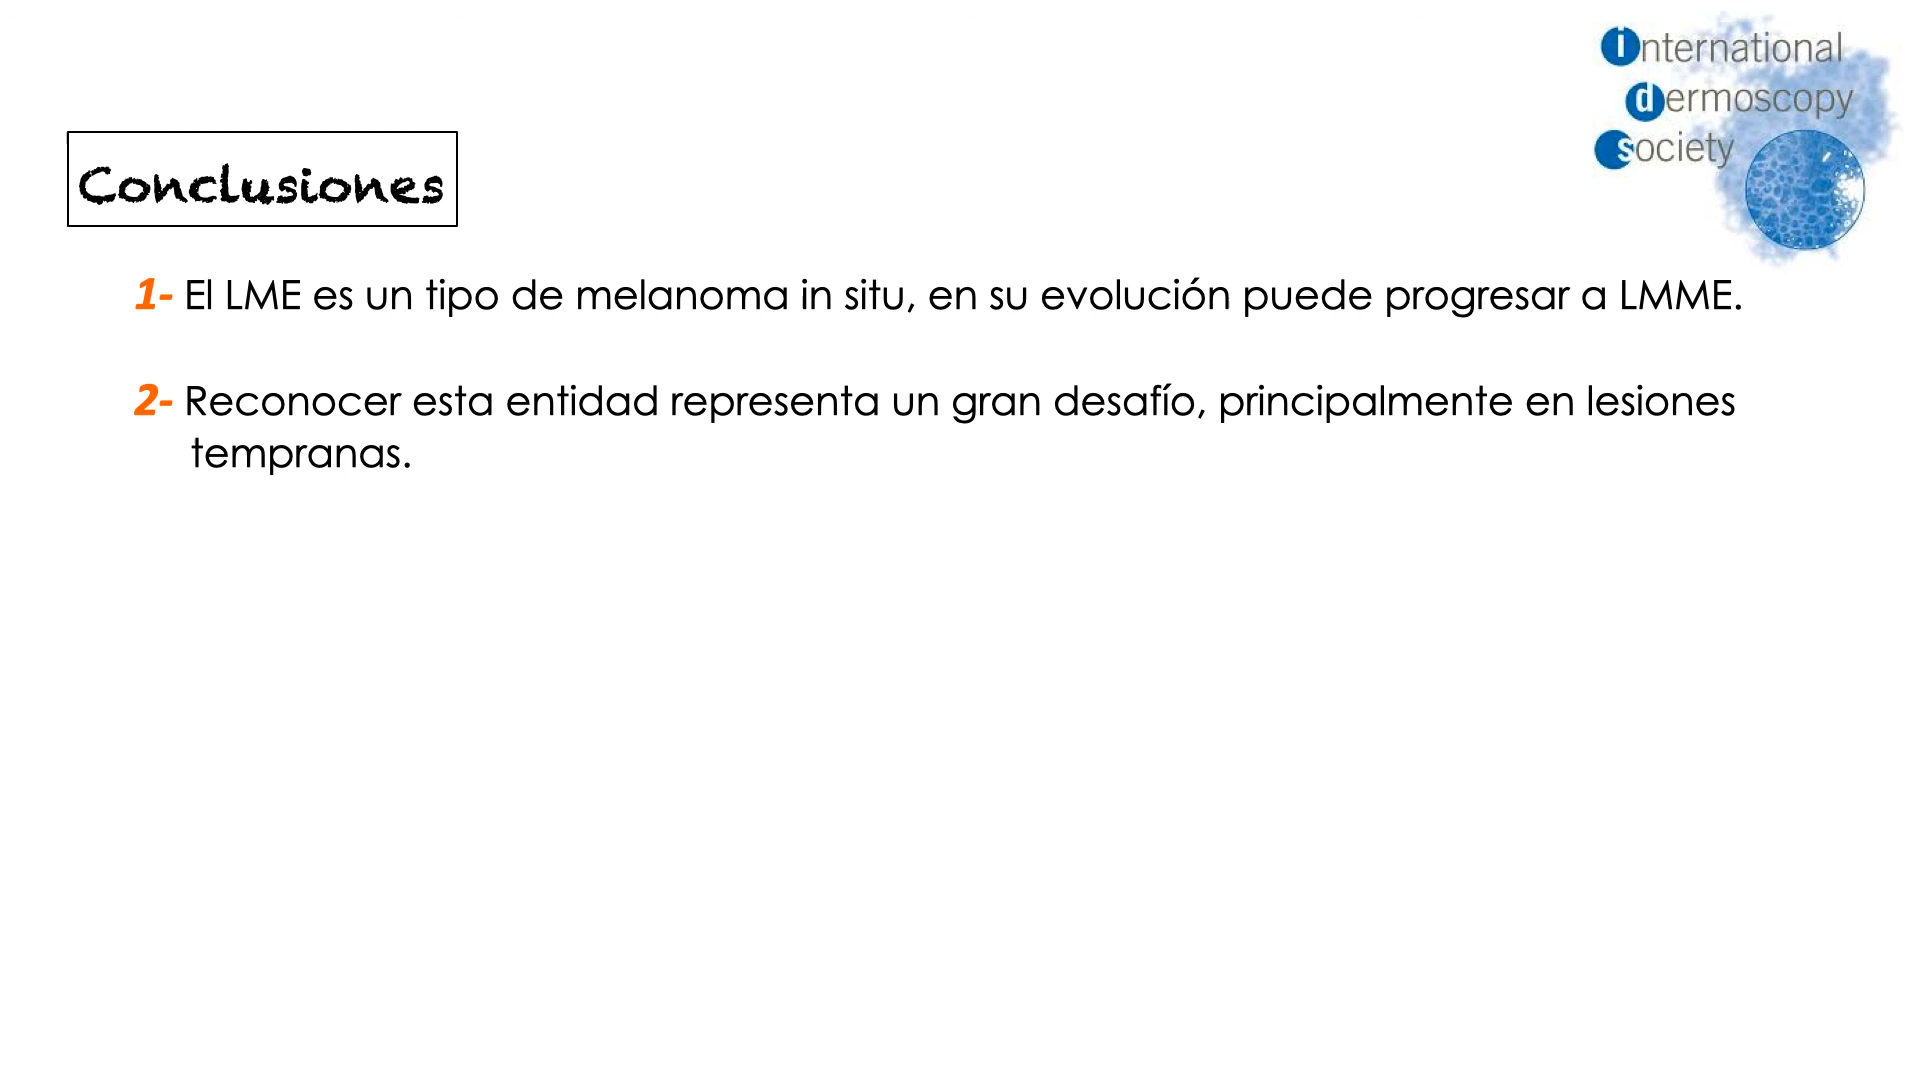 international
dermoscopy
society
Conclusiones
1- El LME es un tipo de melanoma in situ, en su evolución puede progresar a LMME.
2- Reconocer esta entidad representa un gran desafío, principalmente en lesiones
tempranas.